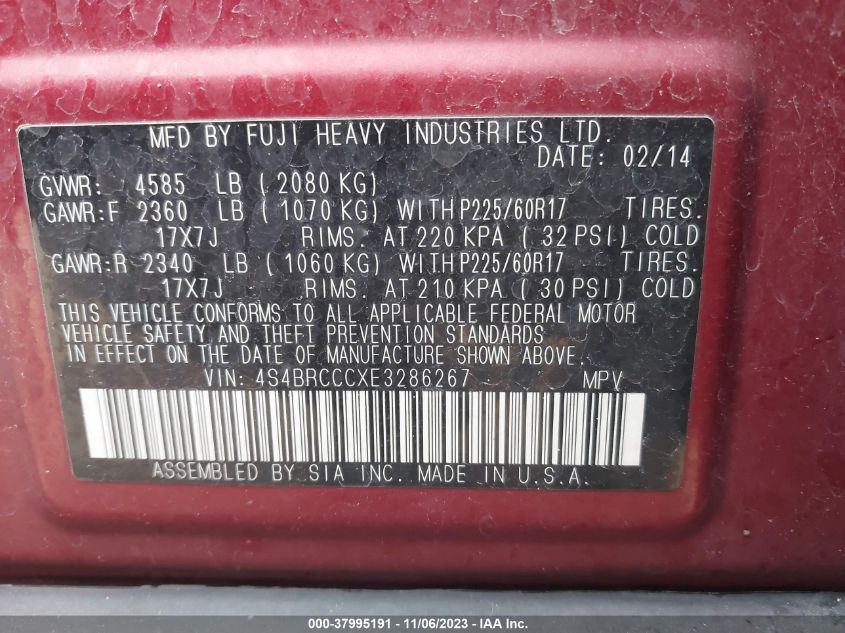 MFD BY FUJI HEAVY INDUSTRIES LTD.
DATE: 02/14
GVWR: 4585 LB ( 2080 KG)
GAWR:F 2360 LB ( 1070 KG) WITH P225/60R17 TIRES.
17X7J RIMS. AT 220 KPA ( 32 PSI) COLD
GAWR:R 2340 LB ( 1060 KG) WITH P225/60R17 TIRES.
17X7J RIMS. AT 210 KPA ( 30 PSI) COLD
THIS VEHICLE CONFORMS TO ALL APPLICABLE FEDERAL MOTOR
VEHICLE SAFETY AND THEFT PREVENTION STANDARDS
IN EFFECT ON THE DATE OF MANUFACTURE SHOWN ABOVE.
VIN: 4S4BRCCCXE3286267 MPV
ASSEMBLED BY SIA INC. MADE IN U.S.A.
000-37995191 - 11/06/2023 - IAAI.COM